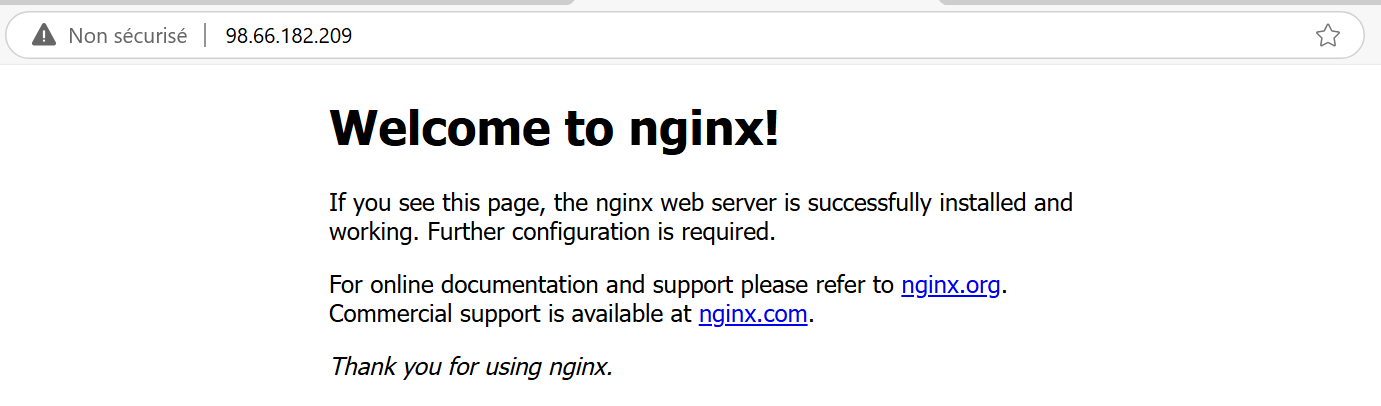 Non sécurisé 98.66.182.209
Welcome to nginx!
If you see this page, the nginx web server is successfully installed and
working. Further configuration is required.
For online documentation and support please refer to nginx.org.
Commercial support is available at nginx.com.
Thank you for using nginx.